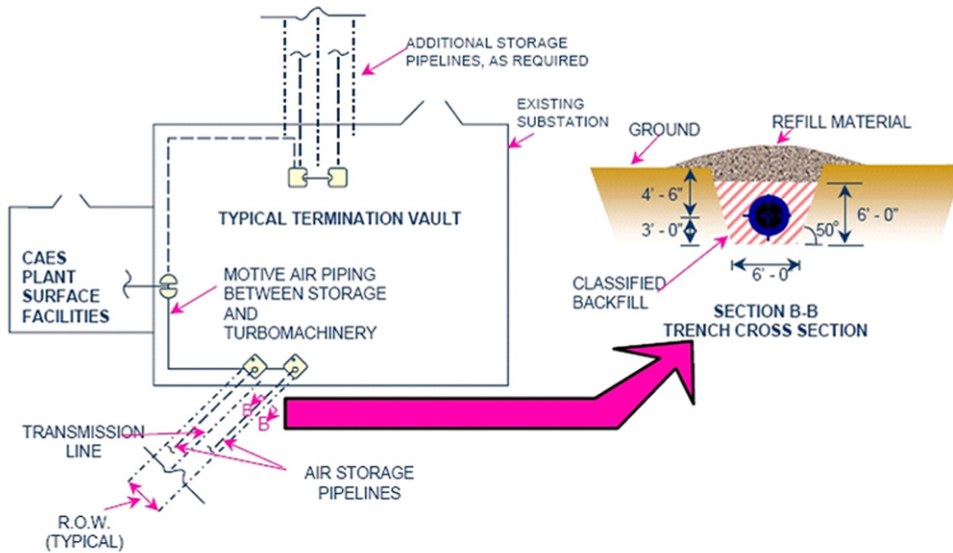 ADDITIONAL STORAGE
PIPELINES, AS REQUIRED
EXISTING
SUBSTATION
TYPICAL TERMINATION VAULT
CAES
PLANT
SURFACE
FACILITIES
MOTIVE AIR PIPING
BETWEEN STORAGE
AND
TURBOMACHINERY
B
B
TRANSMISSION
LINE
AIR STORAGE
PIPELINES
R.O.W.
(TYPICAL)
GROUND
REFILL MATERIAL
4' - 6"
3' - 0"
6' - 0"
50°
6' - 0
CLASSIFIED
BACKFILL
SECTION B-B
TRENCH CROSS SECTION